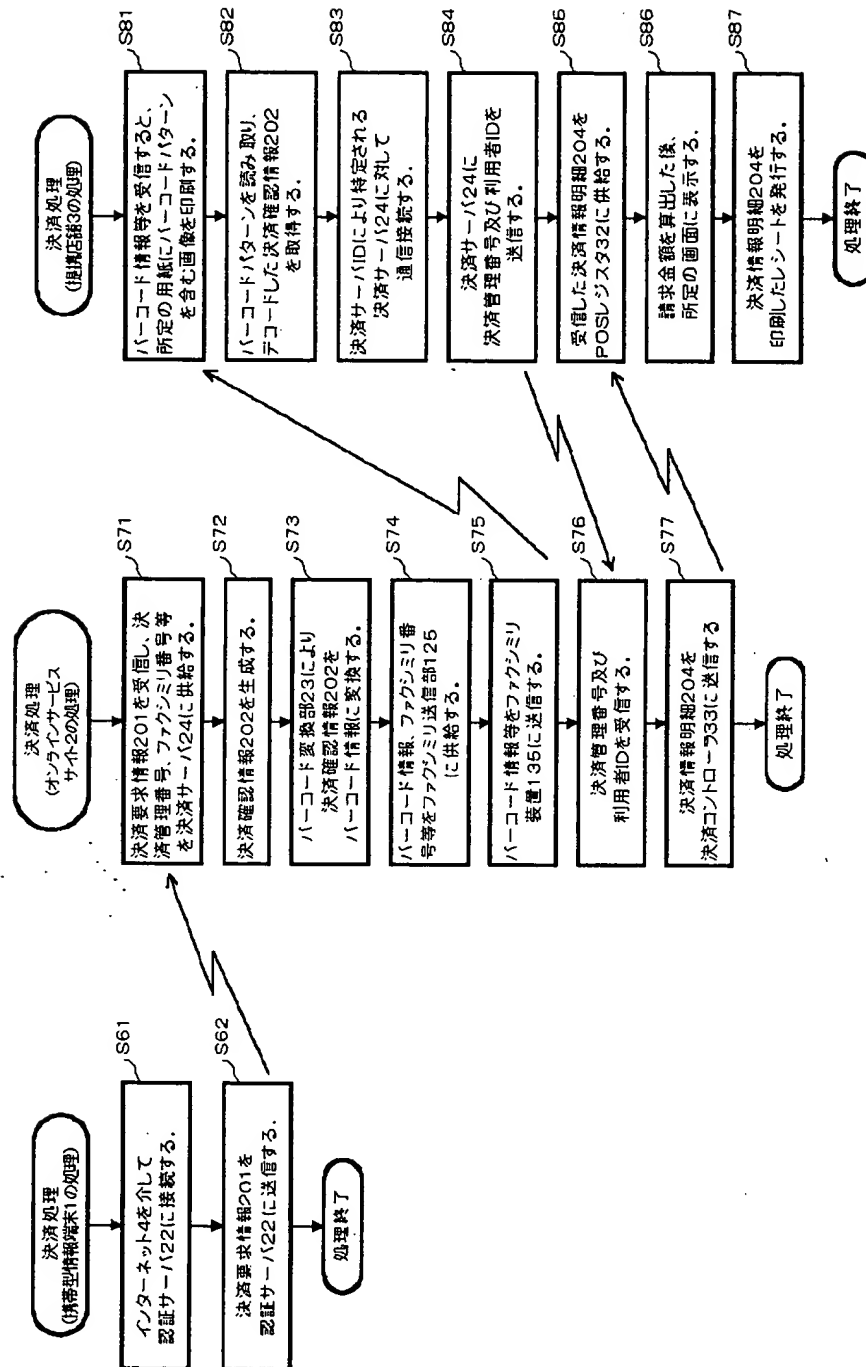 決済処理
(携帯型情報端末1の処理)
S61
インターネット4を介して
認証サーバ22に接続する。
S62
決済要求情報201を
認証サーバ22に送信する。
処理終了
決済処理
(オンラインサービス
サイト2の処理)
S71
決済要求情報201を受信し、決
済管理番号、ファクシミリ番号等
を決済サーバ24に供給する。
S72
決済確認情報202を生成する。
S73
バーコード変換部23により
決済確認情報202を
バーコード情報に変換する。
S74
バーコード情報、ファクシミリ番
号等をファクシミリ送信部125
に供給する。
S75
バーコード情報等をファクシミリ
装置135に送信する。
S76
決済管理番号及び
利用者IDを受信する。
S77
決済情報明細204を
決済コントローラ33に送信する
処理終了
決済処理
(提携店舗3の処理)
S81
バーコード情報等を受信すると、
所定の用紙にバーコードパターン
を含む画像を印刷する。
S82
バーコードパターンを読み取り、
デコードした決済確認情報202
を取得する。
S83
決済サーバIDにより特定される
決済サーバ24に対して
通信接続する。
S84
決済サーバ24に
決済管理番号及び利用者IDを
送信する。
S85
受信した決済情報明細204を
POSレジスタ32に供給する。
S86
請求金額を算出した後、
所定の画面に表示する。
S87
決済情報明細204を
印刷したレシートを発行する。
処理終了